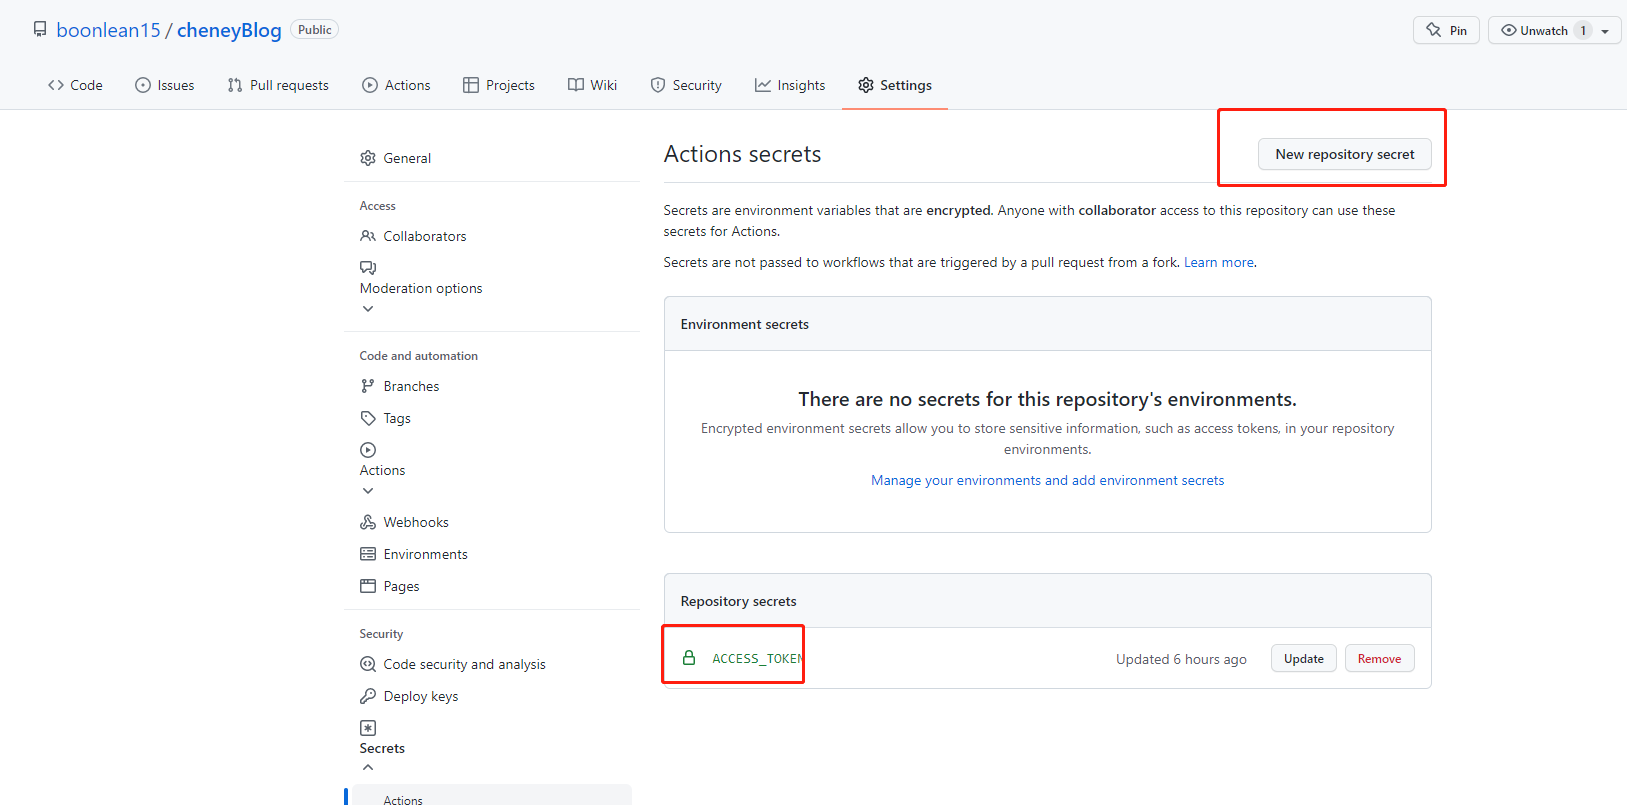 boonlean15 / cheneyBlog Public
Pin
Unwatch 1
Code Issues Pull requests Actions Projects Wiki Security Insights Settings
General
Access
Collaborators
Moderation options
Code and automation
Branches
Tags
Actions
Webhooks
Environments
Pages
Security
Code security and analysis
Deploy keys
Secrets
Actions
Actions secrets
New repository secret
Secrets are environment variables that are encrypted. Anyone with collaborator access to this repository can use these
secrets for Actions.
Secrets are not passed to workflows that are triggered by a pull request from a fork. Learn more.
Environment secrets
There are no secrets for this repository's environments.
Encrypted environment secrets allow you to store sensitive information, such as access tokens, in your repository
environments.
Manage your environments and add environment secrets
Repository secrets
ACCESS_TOKEN
Updated 6 hours ago
Update
Remove